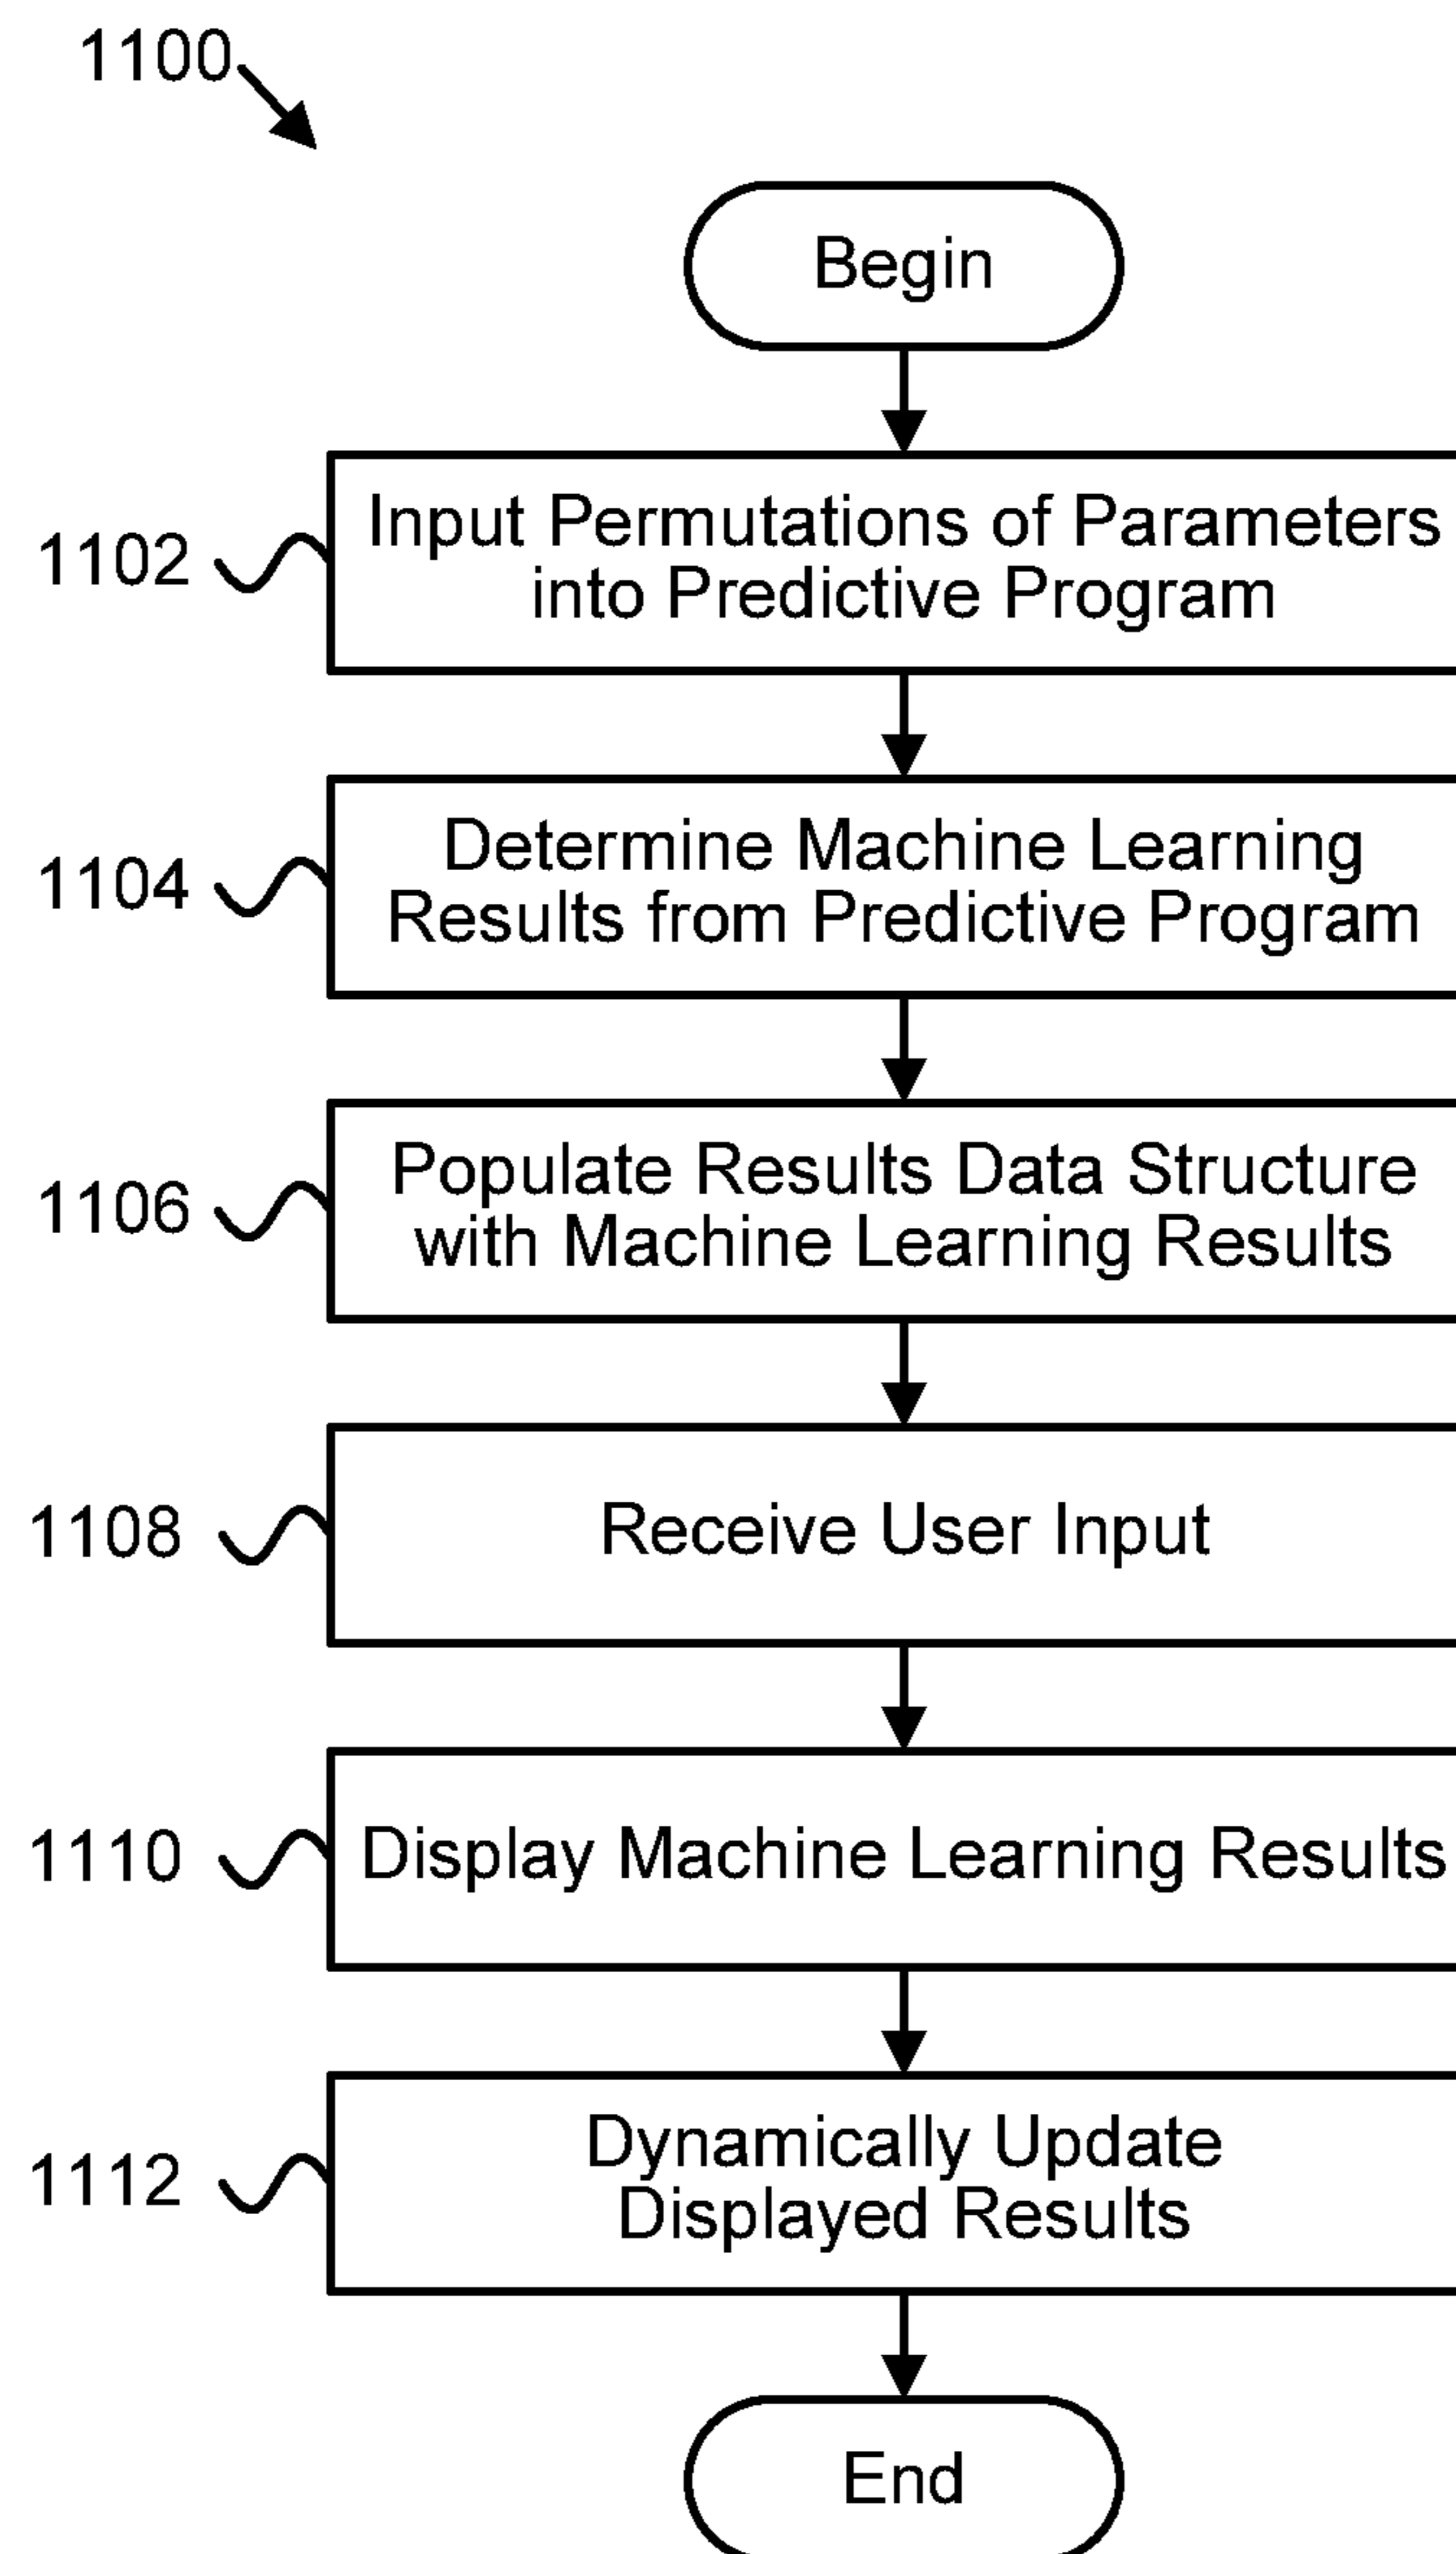 1100
Begin
1102
Input Permutations of Parameters
into Predictive Program
1104
Determine Machine Learning
Results from Predictive Program
1106
Populate Results Data Structure
with Machine Learning Results
1108
Receive User Input
1110
Display Machine Learning Results
1112
Dynamically Update
Displayed Results
End